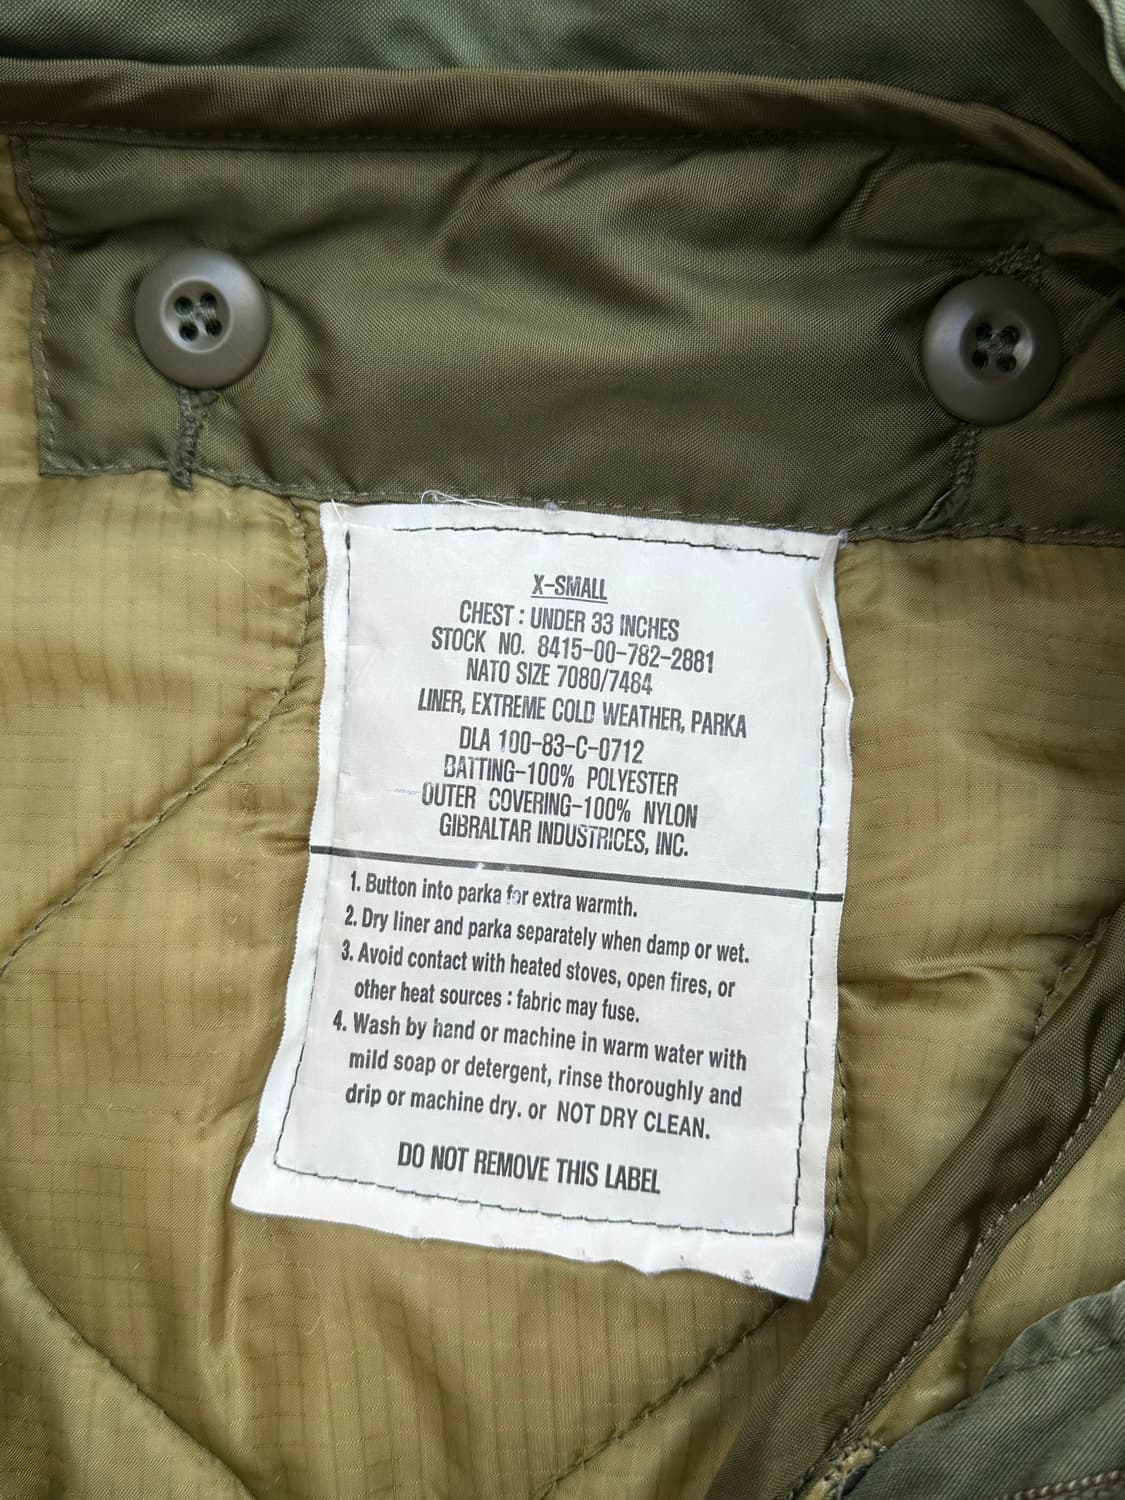 X-SMALL
CHEST : UNDER 33 INCHES
STOCK NO. 8415-00-782-2881
NATO SIZE 7080/7484
LINER, EXTREME COLD WEATHER, PARKA
DLA 100-83-C-0712
BATTING-100% POLYESTER
OUTER COVERING-100% NYLON
GIBRALTAR INDUSTRICES, INC.
1. Button into parka for extra warmth.
2. Dry liner and parka separately when damp or wet.
3. Avoid contact with heated stoves, open fires, or
other heat sources : fabric may fuse.
4. Wash by hand or machine in warm water with
mild soap or detergent, rinse thoroughly and
drip or machine dry. or NOT DRY CLEAN.
DO NOT REMOVE THIS LABEL